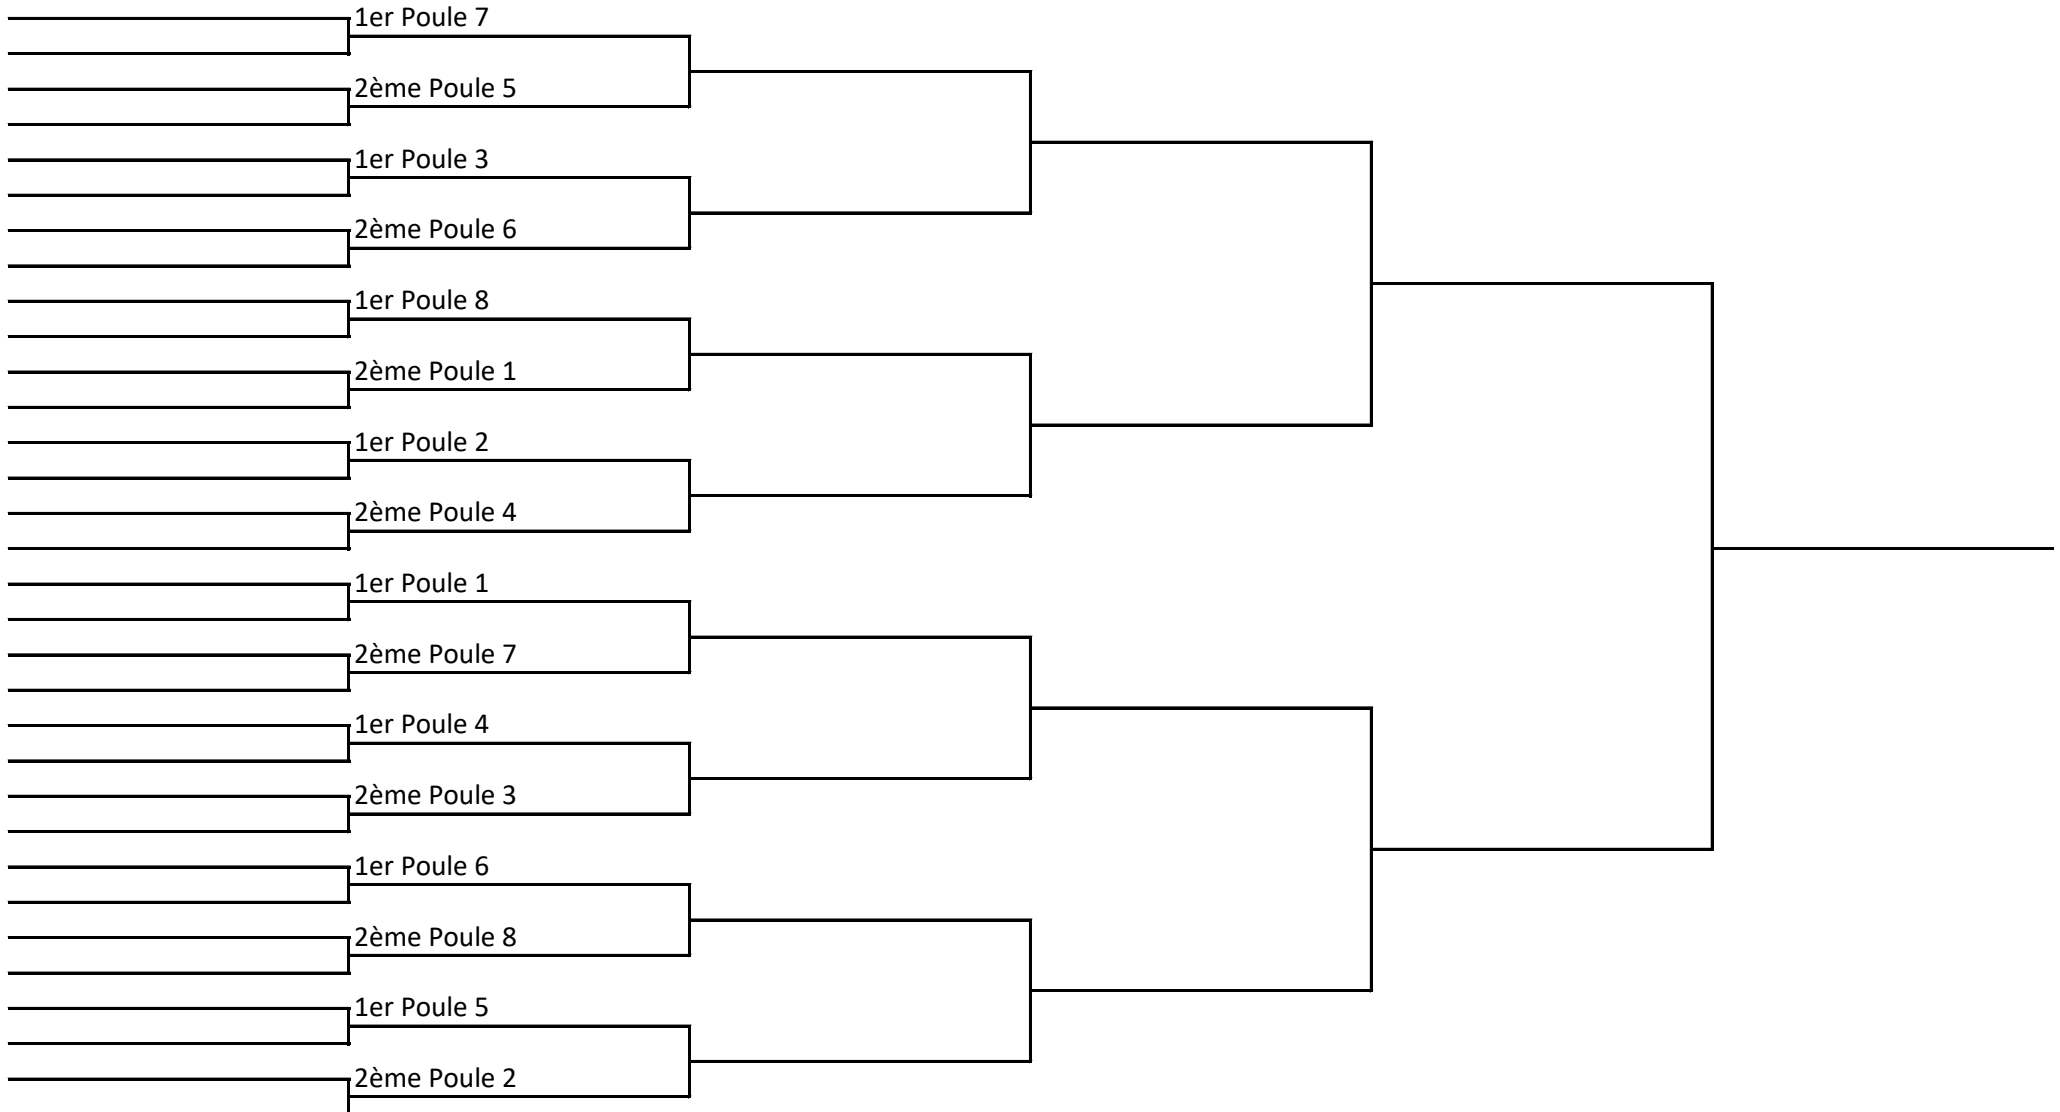 1er Poule 7
2ème Poule 5
1er Poule 3
2ème Poule 6
1er Poule 8
2ème Poule 1
1er Poule 2
2ème Poule 4
1er Poule 1
2ème Poule 7
1er Poule 4
2ème Poule 3
1er Poule 6
2ème Poule 8
1er Poule 5
2ème Poule 2